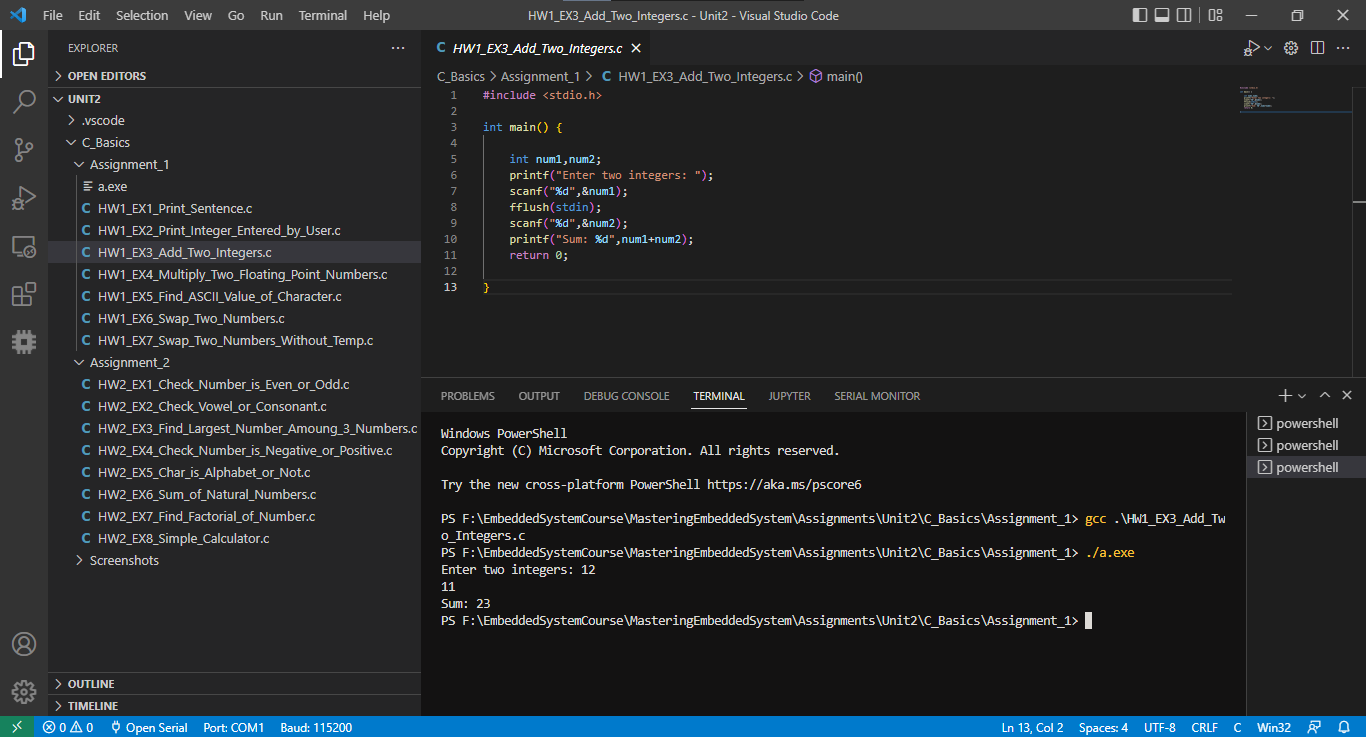 File Edit Selection View Go Run Terminal Help HW1_EX3_Add_Two_Integers.c - Unit2 - Visual Studio Code
EXPLORER
OPEN EDITORS
UNIT2
.vscode
C_Basics
Assignment_1
a.exe
C HW1_EX1_Print_Sentence.c
C HW1_EX2_Print_Integer_Entered_by_User.c
C HW1_EX3_Add_Two_Integers.c
C HW1_EX4_Multiply_Two_Floating_Point_Numbers.c
C HW1_EX5_Find_ASCII_Value_of_Character.c
C HW1_EX6_Swap_Two_Numbers.c
C HW1_EX7_Swap_Two_Numbers_Without_Temp.c
Assignment_2
C HW2_EX1_Check_Number_is_Even_or_Odd.c
C HW2_EX2_Check_Vowel_or_Consonant.c
C HW2_EX3_Find_Largest_Number_Amoung_3_Numbers.c
C HW2_EX4_Check_Number_is_Negative_or_Positive.c
C HW2_EX5_Char_is_Alphabet_or_Not.c
C HW2_EX6_Sum_of_Natural_Numbers.c
C HW2_EX7_Find_Factorial_of_Number.c
C HW2_EX8_Simple_Calculator.c
Screenshots
OUTLINE
TIMELINE
C HW1_EX3_Add_Two_Integers.c
C_Basics > Assignment_1 > C HW1_EX3_Add_Two_Integers.c > main()
1 #include <stdio.h>
2
3 int main() {
4
5 int num1,num2;
6 printf("Enter two integers: ");
7 scanf("%d",&num1);
8 fflush(stdin);
9 scanf("%d",&num2);
10 printf("Sum: %d",num1+num2);
11 return 0;
12
13 }
PROBLEMS OUTPUT DEBUG CONSOLE TERMINAL JUPYTER SERIAL MONITOR
Windows PowerShell
Copyright (C) Microsoft Corporation. All rights reserved.
Try the new cross-platform PowerShell https://aka.ms/pscore6
PS F:\EmbeddedSystemCourse\MasteringEmbeddedSystem\Assignments\Unit2\C_Basics\Assignment_1> gcc .\HW1_EX3_Add_Tw
o_Integers.c
PS F:\EmbeddedSystemCourse\MasteringEmbeddedSystem\Assignments\Unit2\C_Basics\Assignment_1> ./a.exe
Enter two integers: 12
11
Sum: 23
PS F:\EmbeddedSystemCourse\MasteringEmbeddedSystem\Assignments\Unit2\C_Basics\Assignment_1>
powershell
powershell
powershell
0 0 Open Serial Port: COM1 Baud: 115200 Ln 13, Col 2 Spaces: 4 UTF-8 CRLF C Win32